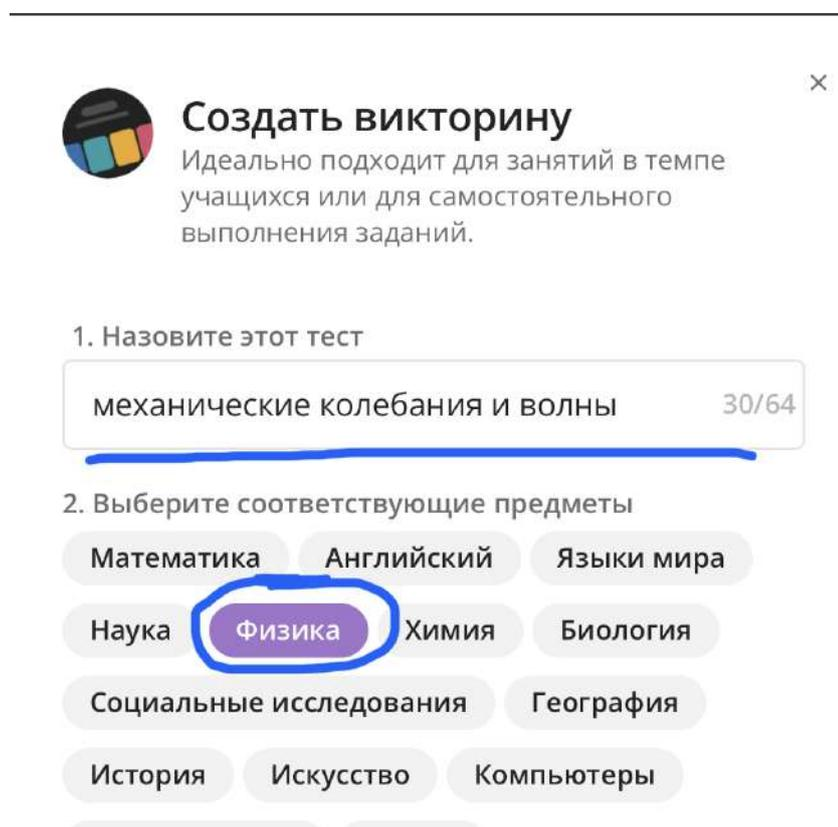 Создать викторину
Идеально подходит для занятий в темпе
учащихся или для самостоятельного
выполнения заданий.
1. Назовите этот тест
механические колебания и волны 30/64
2. Выберите соответствующие предметы
Математика Английский Языки мира
Наука Физика Химия Биология
Социальные исследования География
История Искусство Компьютеры